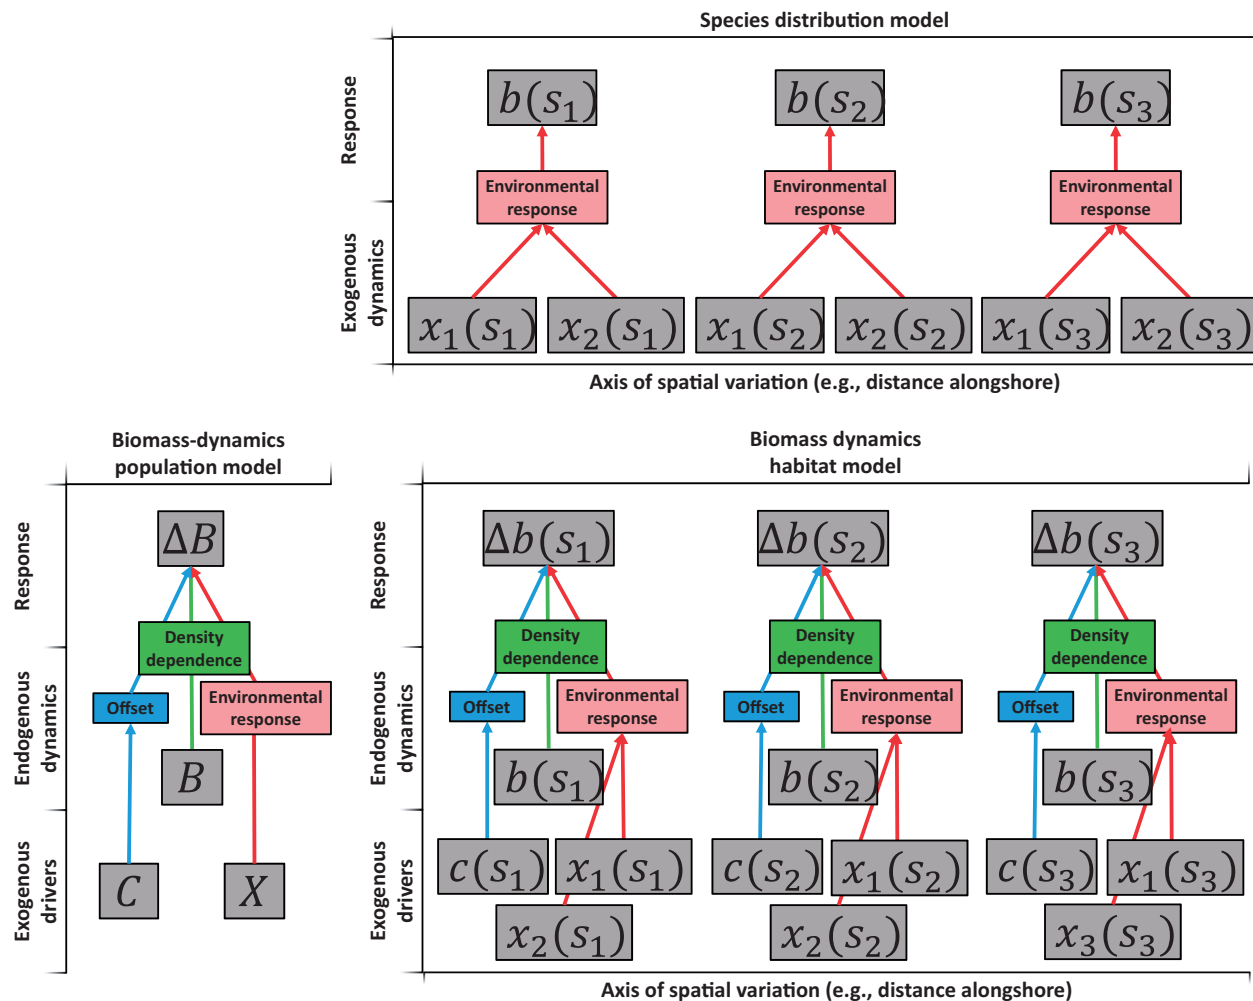 Species distribution model
Response
b(s₁)
b(s₂)
b(s₃)
Environmental
response
Environmental
response
Environmental
response
Exogenous
dynamics
x₁(s₁)
x₂(s₁)
x₁(s₂)
x₂(s₂)
x₁(s₃)
x₂(s₃)
Axis of spatial variation (e.g., distance alongshore)
Biomass-dynamics
population model
Response
ΔB
Density
dependence
Endogenous
dynamics
Offset
Environmental
response
B
Exogenous
drivers
C
X
Biomass dynamics
habitat model
Response
Δb(s₁)
Δb(s₂)
Δb(s₃)
Density
dependence
Density
dependence
Density
dependence
Endogenous
dynamics
Offset
Environmental
response
Offset
Environmental
response
Offset
Environmental
response
b(s₁)
b(s₂)
b(s₃)
Exogenous
drivers
c(s₁)
x₁(s₁)
c(s₂)
x₁(s₂)
c(s₃)
x₁(s₃)
x₂(s₁)
x₂(s₂)
x₃(s₃)
Axis of spatial variation (e.g., distance alongshore)